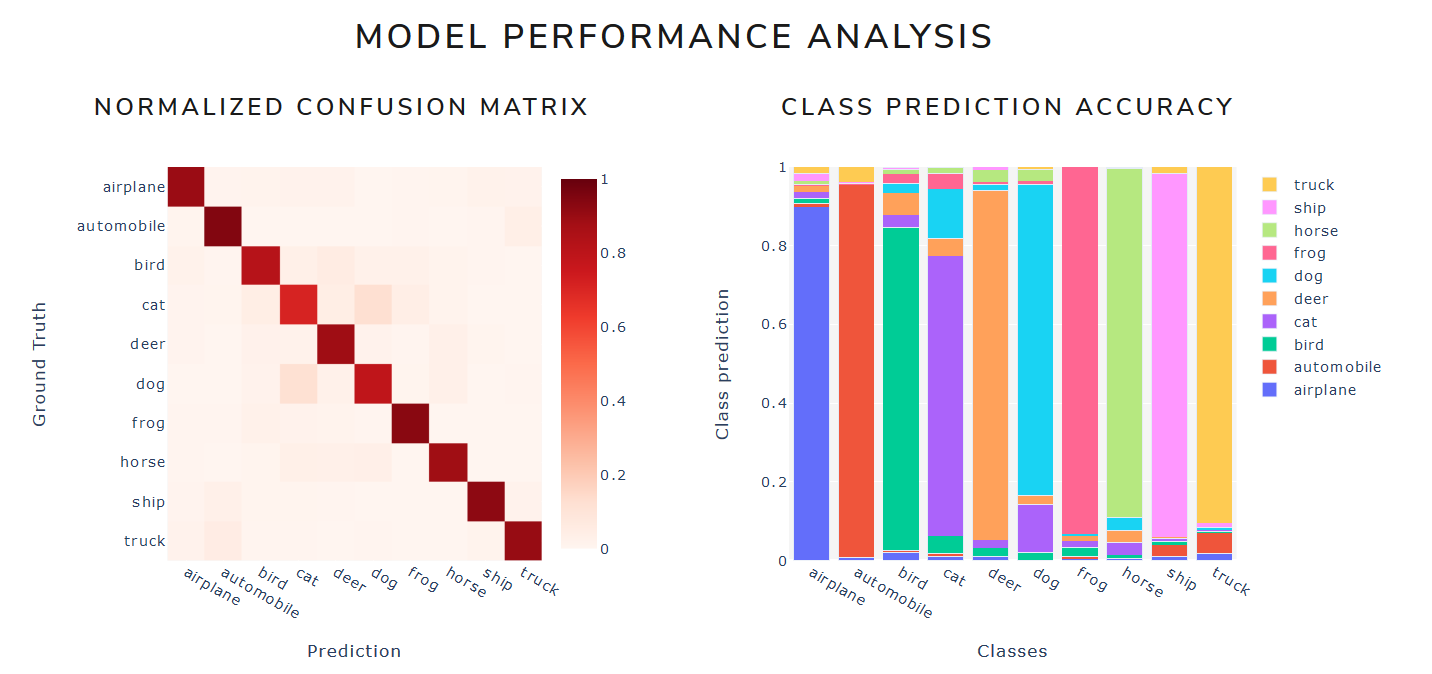 MODEL PERFORMANCE ANALYSIS
NORMALIZED CONFUSION MATRIX
Ground Truth
airplane
automobile
bird
cat
deer
dog
frog
horse
ship
truck
airplane
automobile
bird
cat
deer
dog
frog
horse
ship
truck
Prediction
1
0.8
0.6
0.4
0.2
0
CLASS PREDICTION ACCURACY
Class prediction
1
0.8
0.6
0.4
0.2
0
airplane
automobile
bird
cat
deer
dog
frog
horse
ship
truck
Classes
truck
ship
horse
frog
dog
deer
cat
bird
automobile
airplane